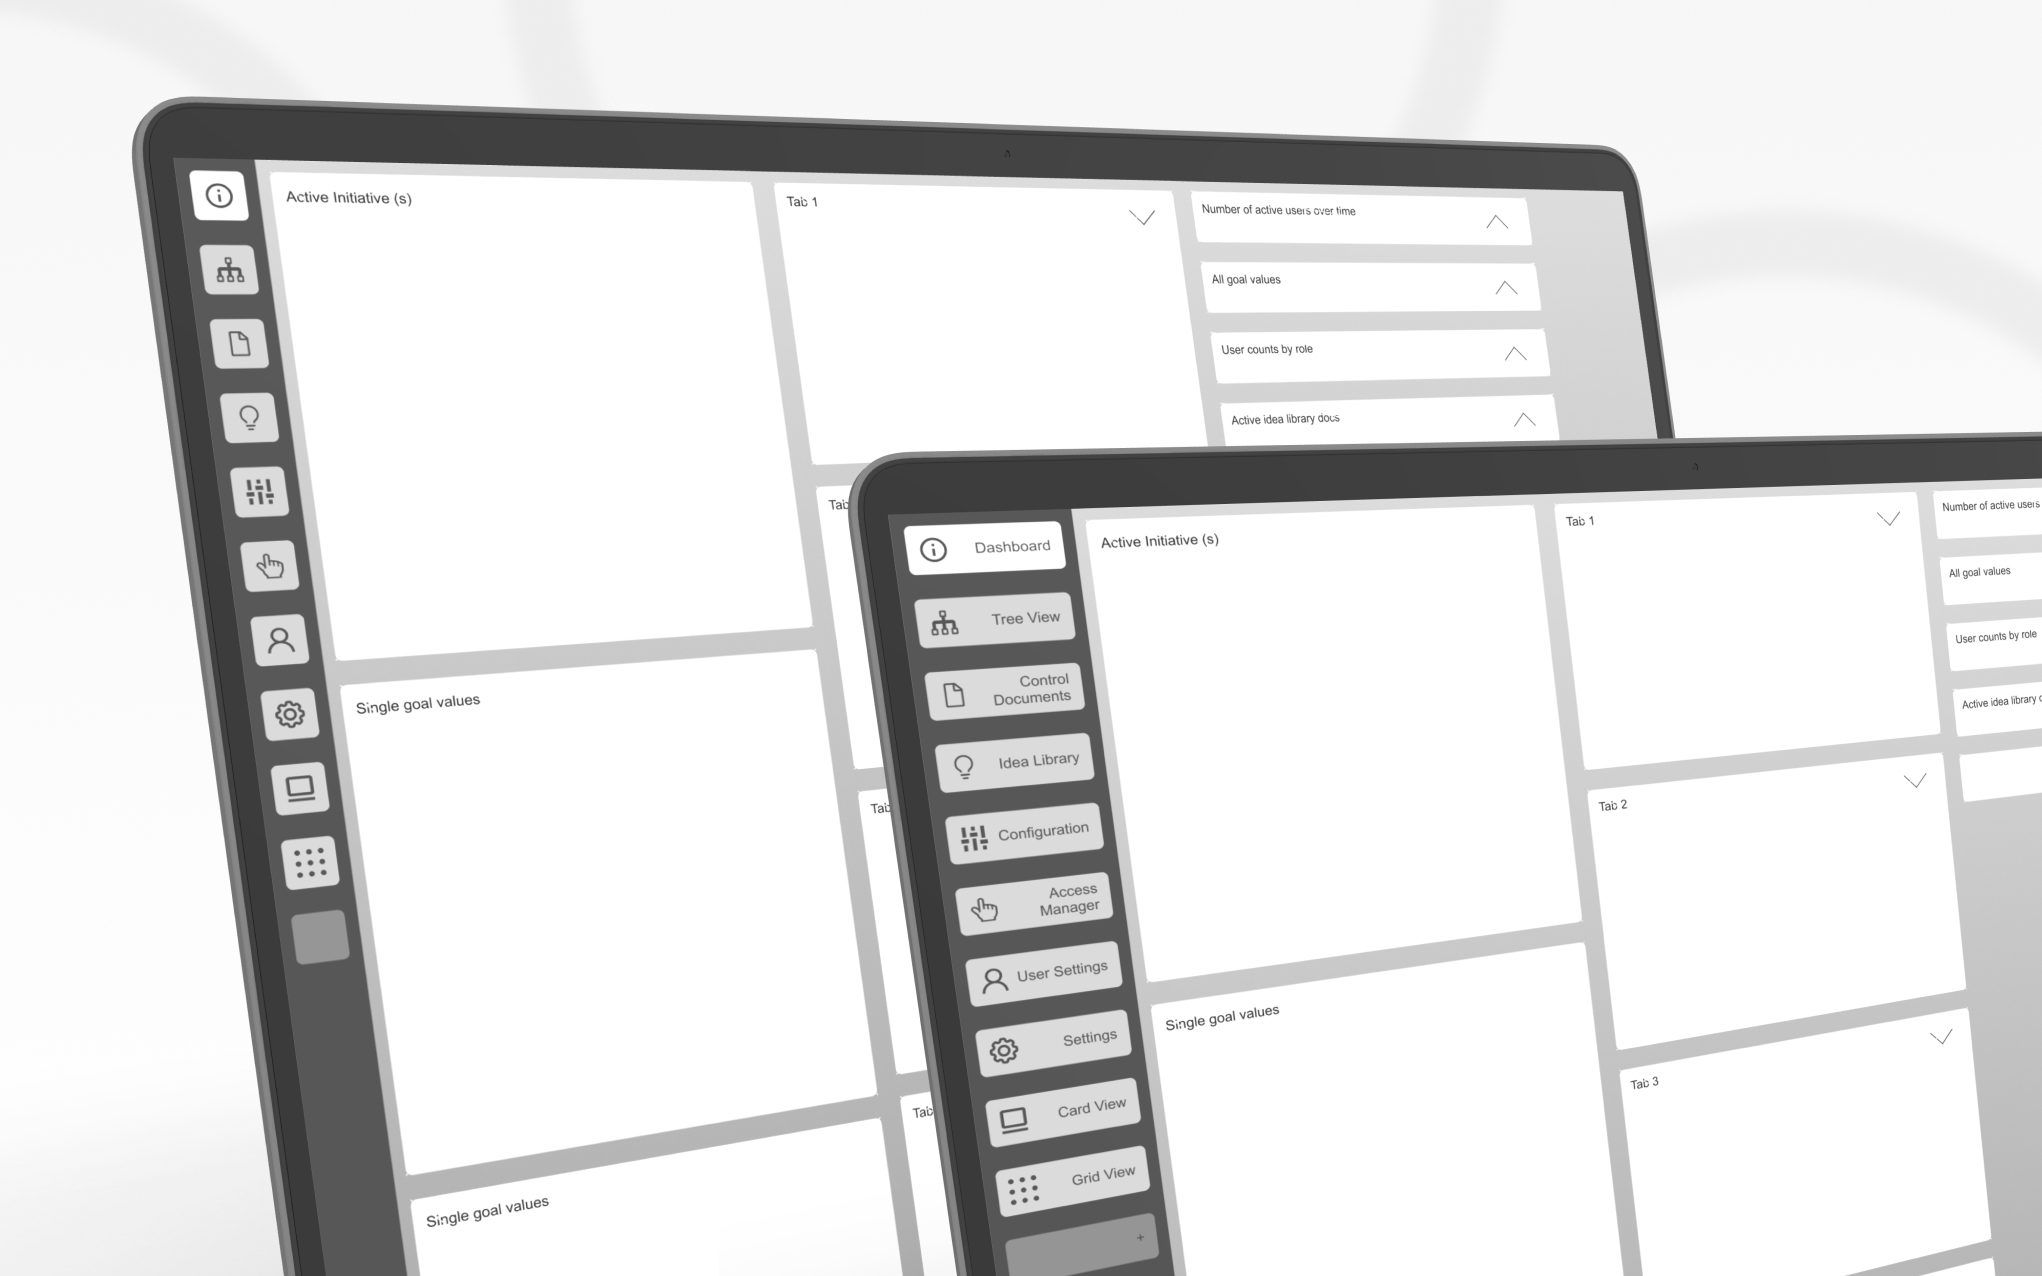 Active Initiative (s)
Tab 1
Number of active users over time
All goal values
User counts by role
Active idea library docs
Tab
Single goal values
Tab
Tab
Single goal values
Dashboard
Tree View
Control
Documents
Idea Library
Configuration
Access
Manager
User Settings
Settings
Card View
Grid View
+
Active Initiative (s)
Single goal values
Tab 1
Tab 2
Tab 3
Number of active users
All goal values
User counts by role
Active idea library